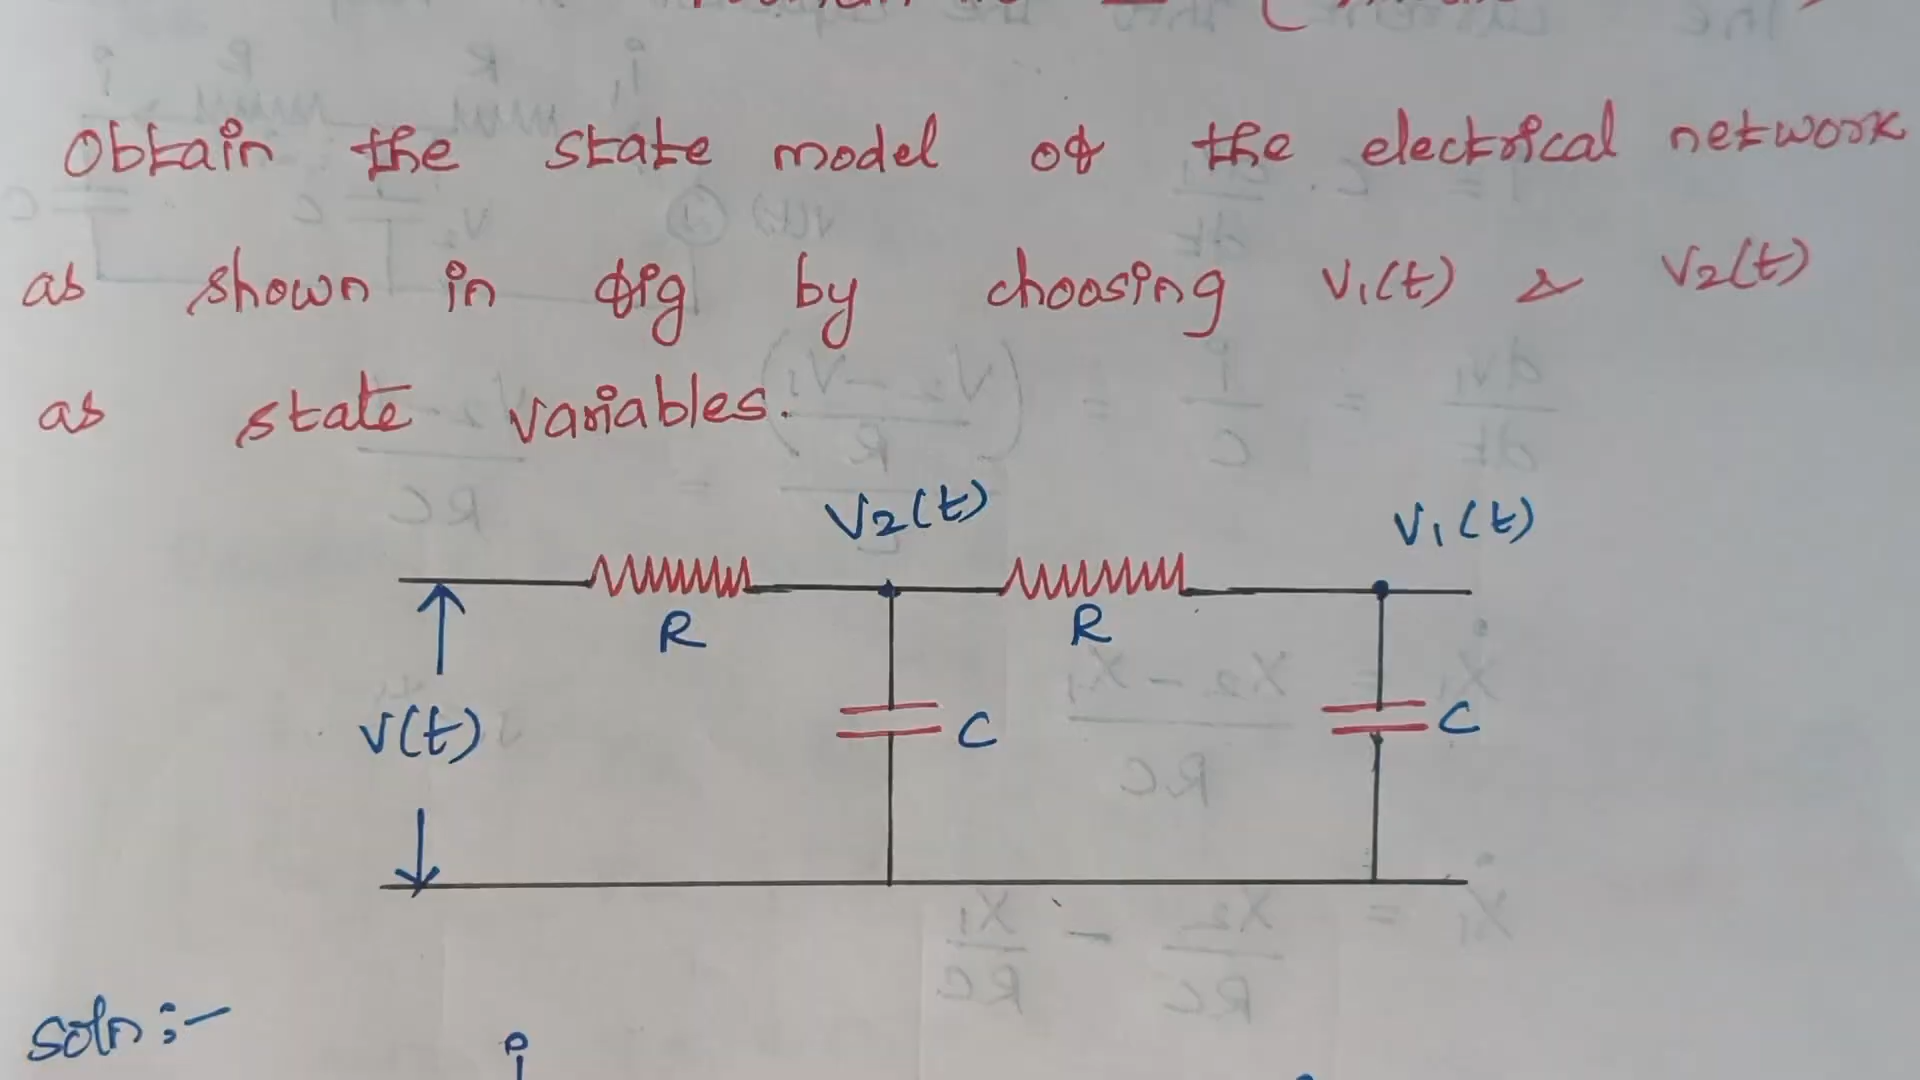 Obtain the state model of the electrical network
as shown in fig by choosing V1(t) & V2(t)
as state variables.
V2(t) V1(t)
R R
V(t) C C
Soln :-
i